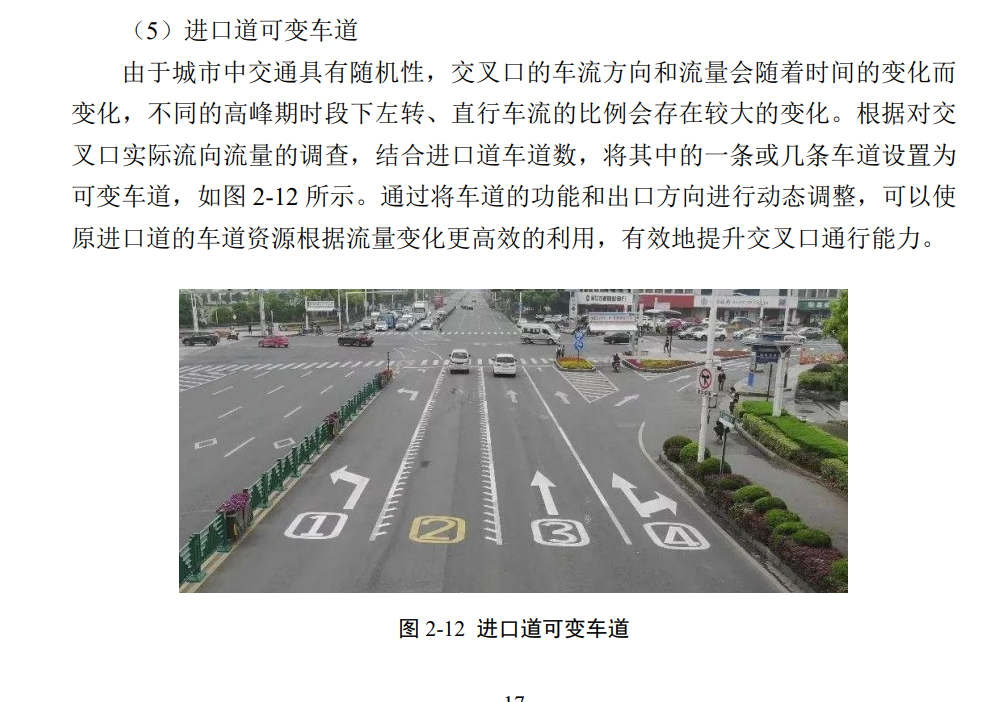 （5）进口道可变车道
由于城市中交通具有随机性，交叉口的车流方向和流量会随着时间的变化而
变化，不同的高峰期时段下左转、直行车流的比例会存在较大的变化。根据对交
叉口实际流向流量的调查，结合进口道车道数，将其中的一条或几条车道设置为
可变车道，如图 2-12 所示。通过将车道的功能和出口方向进行动态调整，可以使
原进口道的车道资源根据流量变化更高效的利用，有效地提升交叉口通行能力。
1 2 3 4
图 2-12 进口道可变车道
17